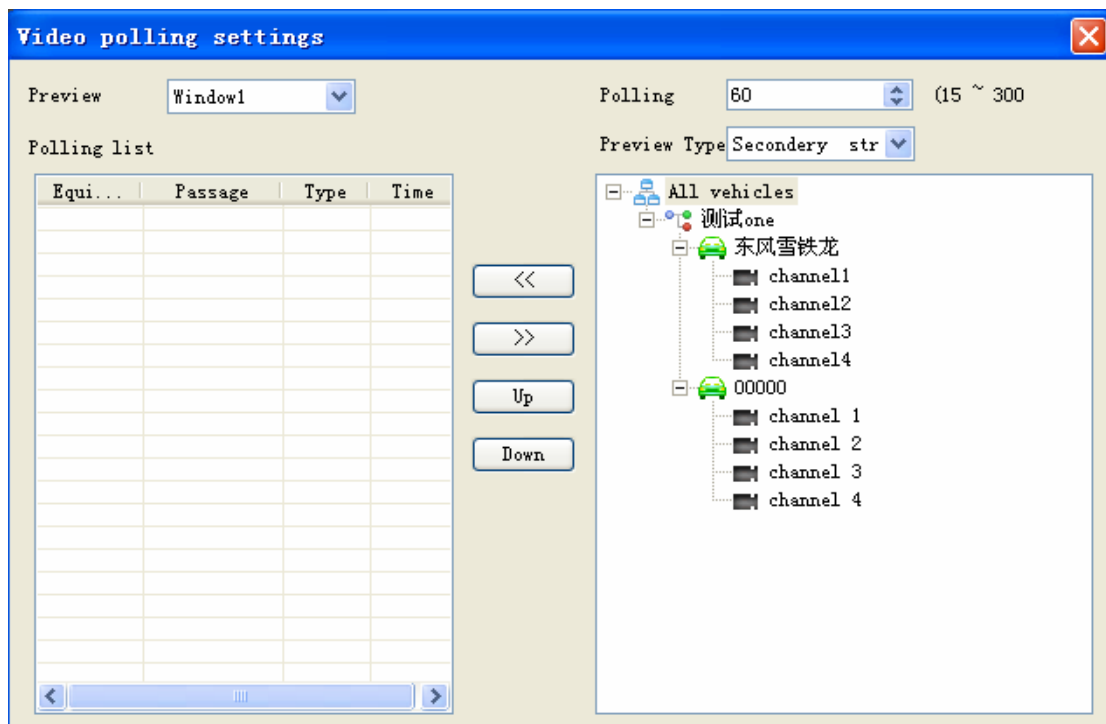 Video polling settings
Preview Window1
Polling 60 (15 ~ 300
Polling list
Preview Type Secondery str
Equi... Passage Type Time
<<
>>
Up
Down
All vehicles
测试one
东风雪铁龙
channel1
channel2
channel3
channel4
00000
channel 1
channel 2
channel 3
channel 4